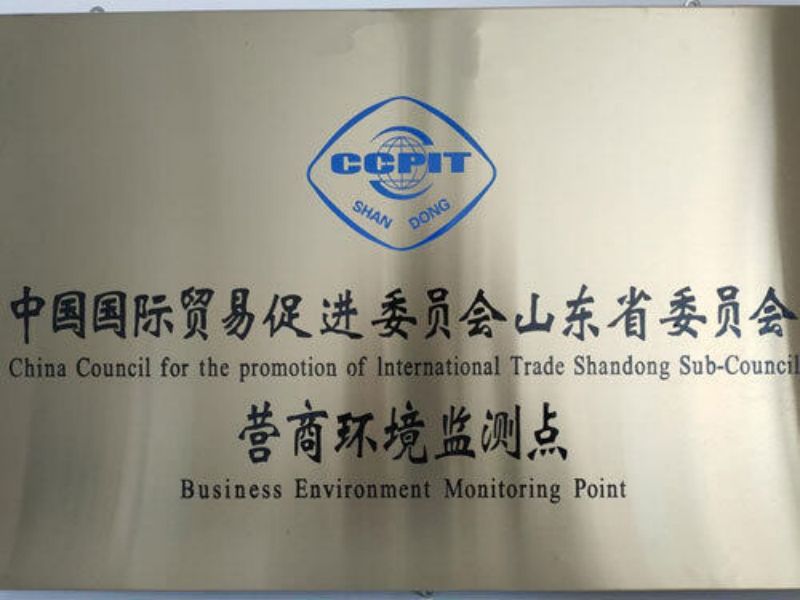 CCPIT
SHAN DONG
中国国际贸易促进委员会山东省委员会
China Council for the promotion of International Trade Shandong Sub-Council
营商环境监测点
Business Environment Monitoring Point